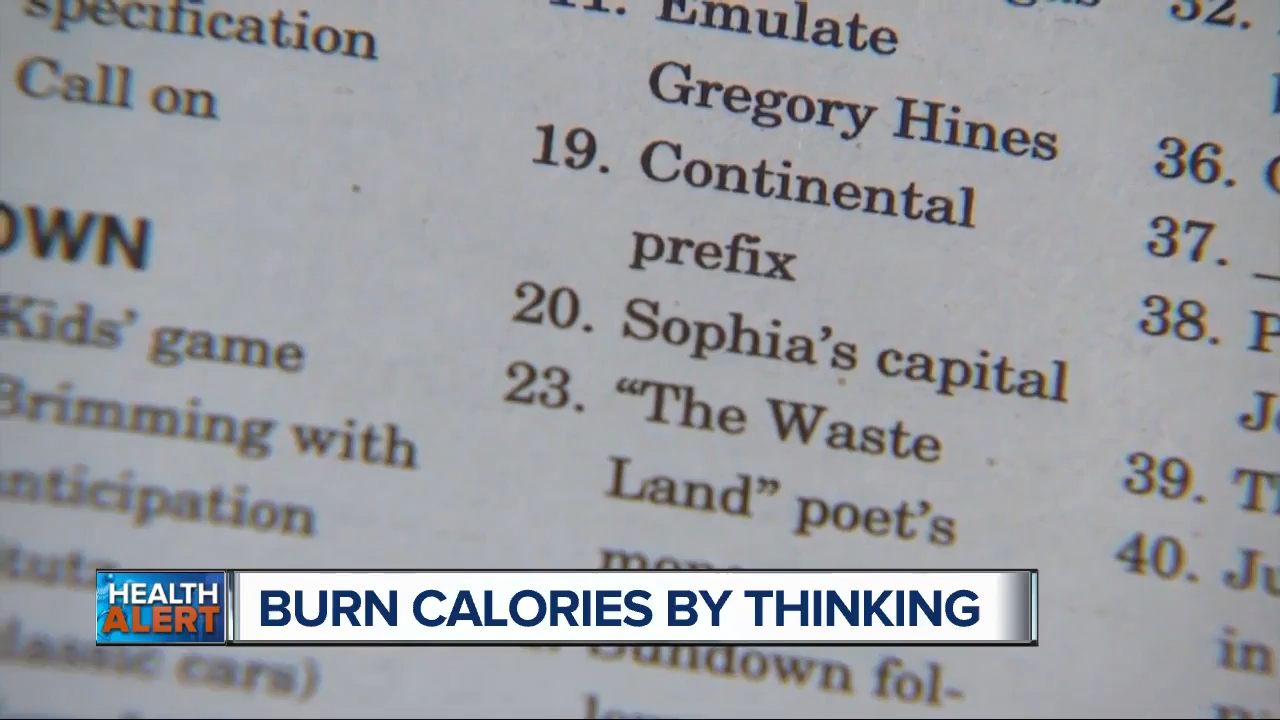 specification
Call on
OWN
Kids' game
Brimming with
anticipation
cars)
Emulate
Gregory Hines
19. Continental
prefix
20. Sophia's capital
23. “The Waste
Land” poet's
Sundown fol-
32.
36.
37.
38. P
39.
40. Ju
in
HEALTH
ALERT
BURN CALORIES BY THINKING